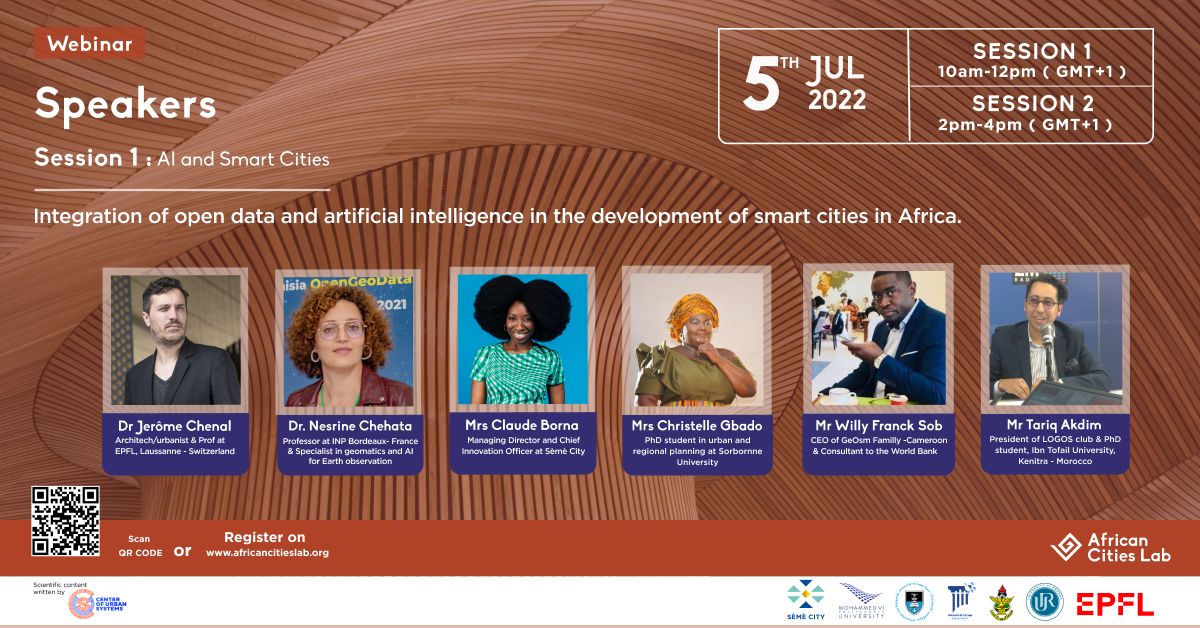 Webinar
Speakers
Session 1 : AI and Smart Cities
5TH JUL
2022
SESSION 1
10am-12pm ( GMT+1 )
SESSION 2
2pm-4pm ( GMT+1 )
Integration of open data and artificial intelligence in the development of smart cities in Africa.
isia OpenGeoData
2021
Dr Jerôme Chenal
Architech/urbanist & Prof at
EPFL, Laussanne - Switzerland
Dr. Nesrine Chehata
Professor at INP Bordeaux- France
& Specialist in geomatics and AI
for Earth observation
Mrs Claude Borna
Managing Director and Chief
Innovation Officer at Sèmè City
Mrs Christelle Gbado
PhD student in urban and
regional planning at Sorbornne
University
Mr Willy Franck Sob
CEO of GeOsm Familly -Cameroon
& Consultant to the World Bank
Mr Tariq Akdim
President of LOGOS club & PhD
student, Ibn Tofail University,
Kenitra - Morocco
Scan
QR CODE
or
Register on
www.africancitieslab.org
African
Cities Lab
Scientific content
written by
CENTER
OF URBAN
SYSTEMS
SÈMÈ CITY
MOHAMMED VI
POLYTECHNIC
UNIVERSITY
UR
EPFL